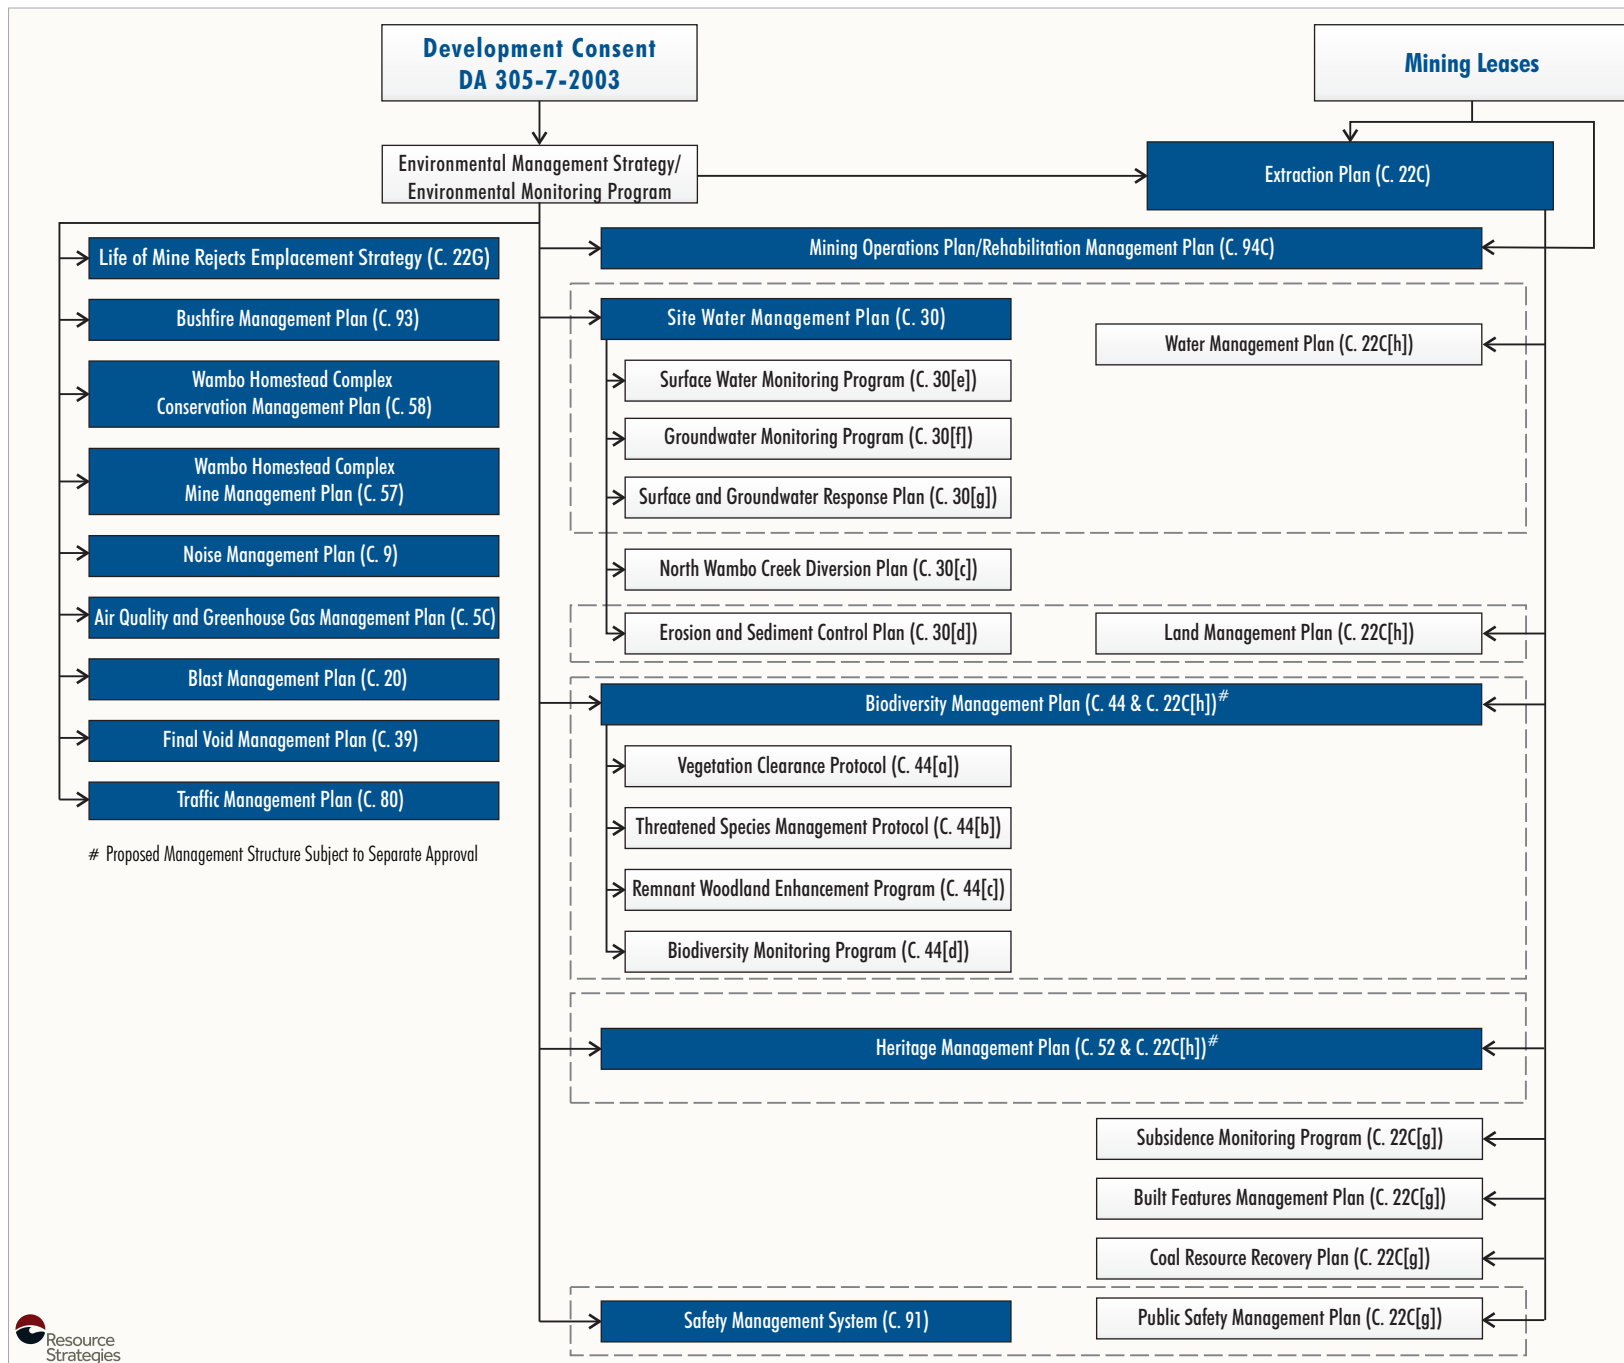 Development Consent
DA 305-7-2003
Mining Leases
Environmental Management Strategy/
Environmental Monitoring Program
Extraction Plan (C. 22C)
Life of Mine Rejects Emplacement Strategy (C. 22G)
Bushfire Management Plan (C. 93)
Wambo Homestead Complex
Conservation Management Plan (C. 58)
Wambo Homestead Complex
Mine Management Plan (C. 57)
Noise Management Plan (C. 9)
Air Quality and Greenhouse Gas Management Plan (C. 5C)
Blast Management Plan (C. 20)
Final Void Management Plan (C. 39)
Traffic Management Plan (C. 80)
# Proposed Management Structure Subject to Separate Approval
Mining Operations Plan/Rehabilitation Management Plan (C. 94C)
Site Water Management Plan (C. 30)
Water Management Plan (C. 22C[h])
Surface Water Monitoring Program (C. 30[e])
Groundwater Monitoring Program (C. 30[f])
Surface and Groundwater Response Plan (C. 30[g])
North Wambo Creek Diversion Plan (C. 30[c])
Erosion and Sediment Control Plan (C. 30[d])
Land Management Plan (C. 22C[h])
Biodiversity Management Plan (C. 44 & C. 22C[h])#
Vegetation Clearance Protocol (C. 44[a])
Threatened Species Management Protocol (C. 44[b])
Remnant Woodland Enhancement Program (C. 44[c])
Biodiversity Monitoring Program (C. 44[d])
Heritage Management Plan (C. 52 & C. 22C[h])#
Subsidence Monitoring Program (C. 22C[g])
Built Features Management Plan (C. 22C[g])
Coal Resource Recovery Plan (C. 22C[g])
Safety Management System (C. 91)
Public Safety Management Plan (C. 22C[g])
Resource
Strategies